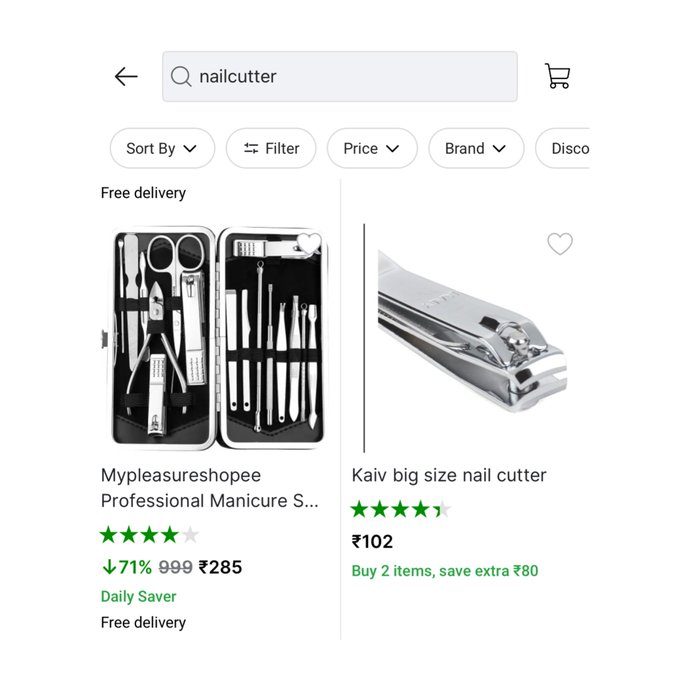 nailcutter
Sort By
Filter
Price
Brand
Disco
Free delivery
Mypleasureshopee
Professional Manicure S...
↓71% 999 ₹285
Daily Saver
Free delivery
Kaiv big size nail cutter
₹102
Buy 2 items, save extra ₹80